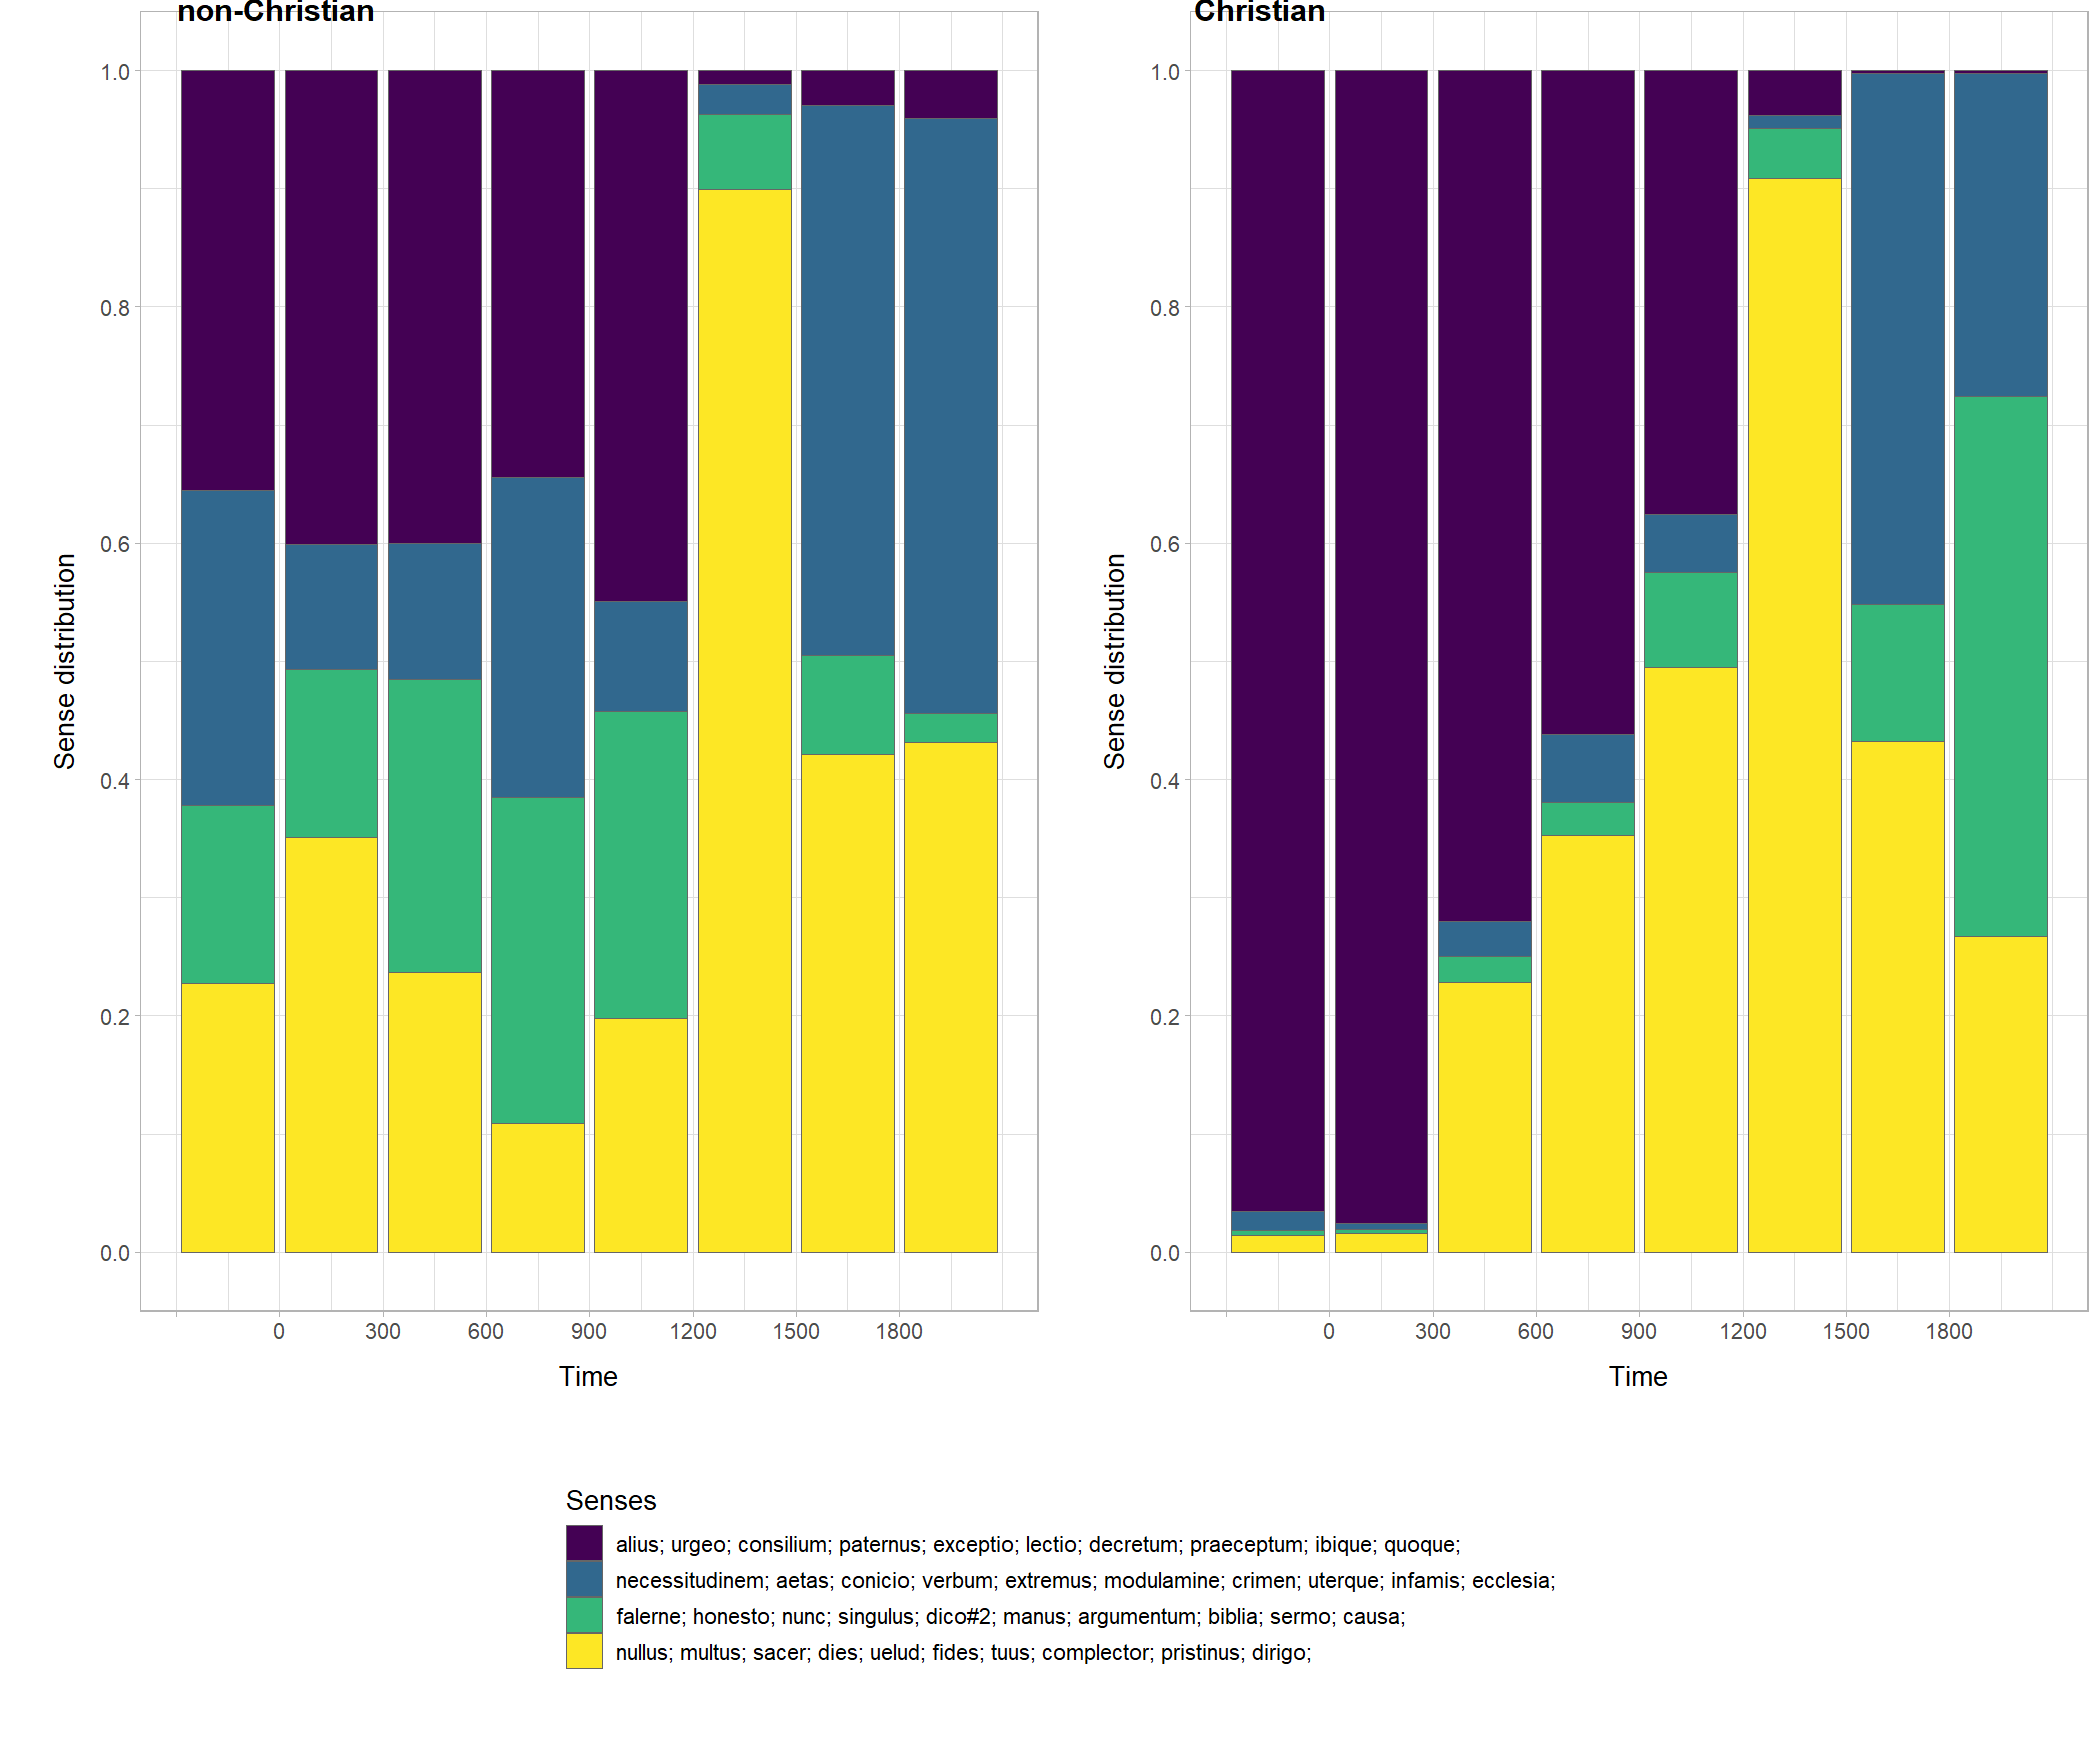 non-Christian
1.0
0.8
0.6
0.4
0.2
0.0
Sense distribution
0 300 600 900 1200 1500 1800
Time
Christian
1.0
0.8
0.6
0.4
0.2
0.0
Sense distribution
0 300 600 900 1200 1500 1800
Time
Senses
alius; urgeo; consilium; paternus; exceptio; lectio; decretum; praeceptum; ibique; quoque;
necessitudinem; aetas; conicio; verbum; extremus; modulamine; crimen; uterque; infamis; ecclesia;
falerne; honesto; nunc; singulus; dico#2; manus; argumentum; biblia; sermo; causa;
nullus; multus; sacer; dies; uelud; fides; tuus; complector; pristinus; dirigo;